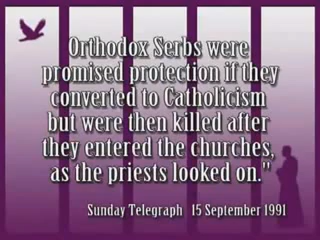 Orthodox Serbs were
promised protection if they
converted to Catholicism
but were then killed after
they entered the churches,
as the priests looked on."
Sunday Telegraph 15 September 1991